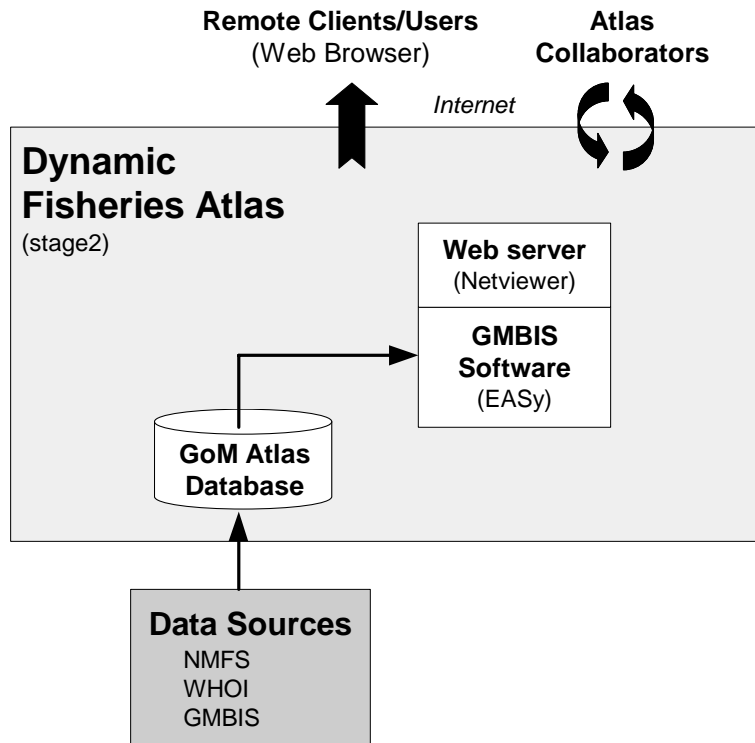 Remote Clients/Users
(Web Browser)
Atlas
Collaborators
Internet
Dynamic
Fisheries Atlas
(stage2)
Web server
(Netviewer)
GMBIS
Software
(EASy)
GoM Atlas
Database
Data Sources
NMFS
WHOI
GMBIS